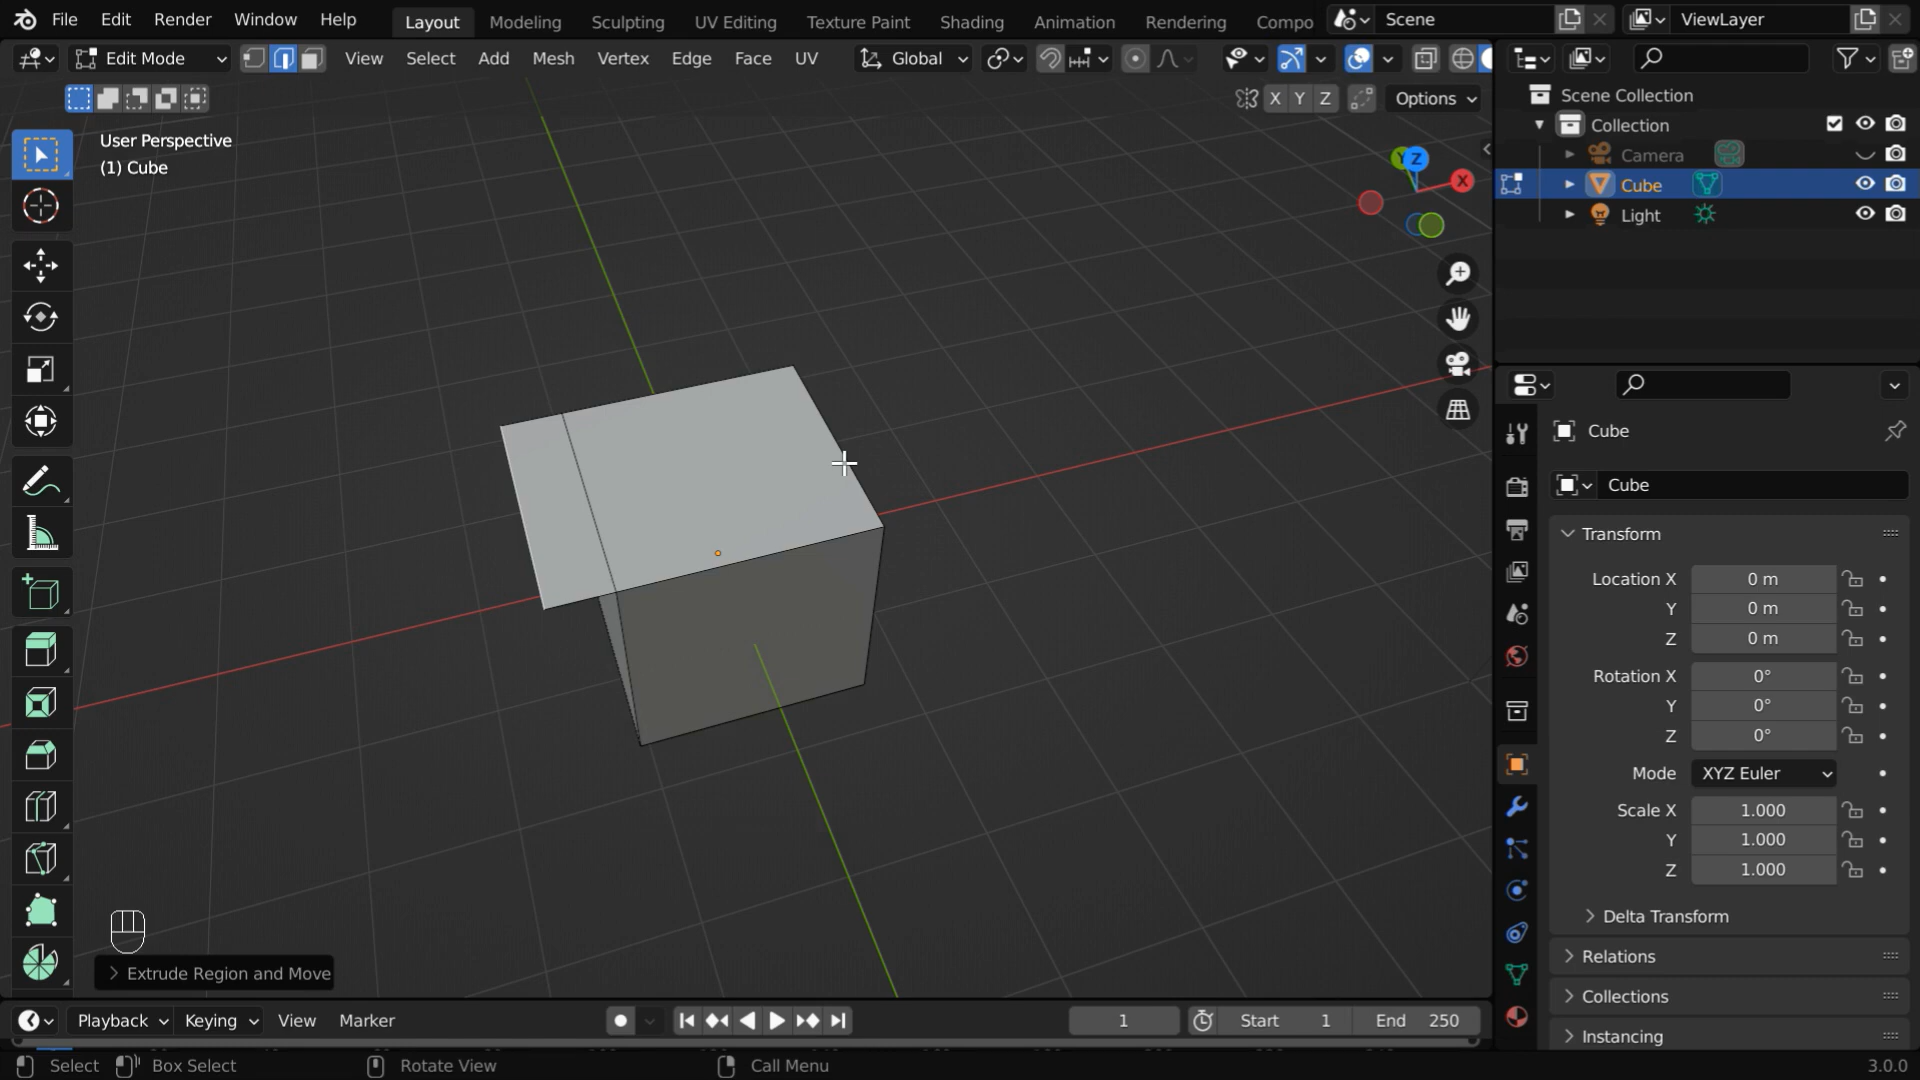 File Edit Render Window Help Layout Modeling Sculpting UV Editing Texture Paint Shading Animation Rendering Compo Scene ViewLayer
Edit Mode View Select Add Mesh Vertex Edge Face UV Global
X Y Z Options
User Perspective
(1) Cube
Z
Y
X
Scene Collection
Collection
Camera
Cube
Light
Cube
Cube
Transform
Location X 0 m
Y 0 m
Z 0 m
Rotation X 0°
Y 0°
Z 0°
Mode XYZ Euler
Scale X 1.000
Y 1.000
Z 1.000
Delta Transform
Relations
Collections
Instancing
Extrude Region and Move
Playback Keying View Marker 1 Start 1 End 250
Select Box Select Rotate View Call Menu 3.0.0